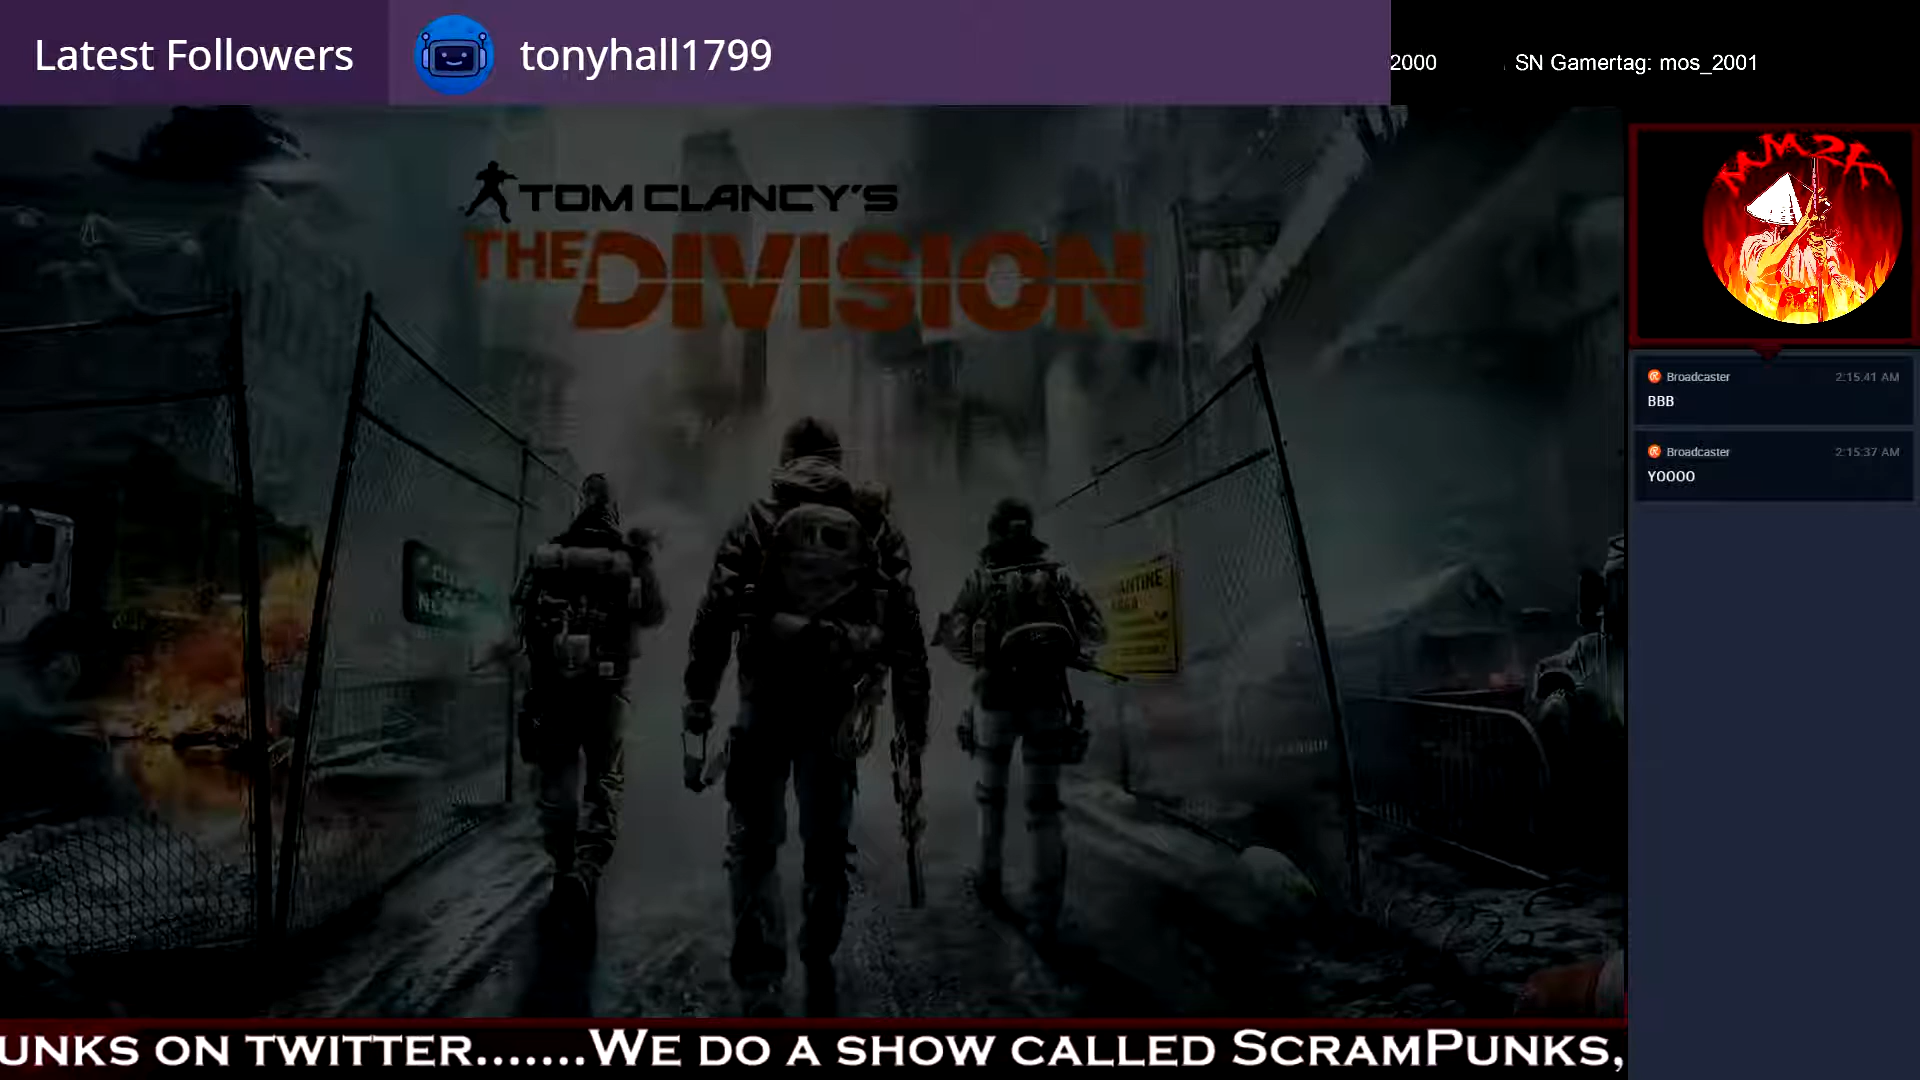 Latest Followers
tonyhall1799
2000
SN Gamertag: mos_2001
TOM CLANCY'S
THE DIVISION
MM2K
Broadcaster
2:15:41 AM
BBB
Broadcaster
2:15:37 AM
YOOOO
UNKS ON TWITTER.......WE DO A SHOW CALLED SCRAMPUNKS,